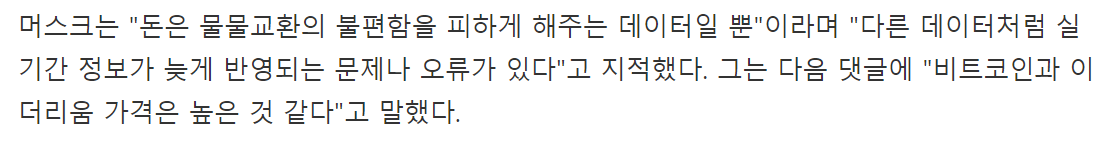 머스크는 "돈은 물물교환의 불편함을 피하게 해주는 데이터일 뿐"이라며 "다른 데이터처럼 실
기간 정보가 늦게 반영되는 문제나 오류가 있다"고 지적했다. 그는 다음 댓글에 "비트코인과 이
더리움 가격은 높은 것 같다"고 말했다.